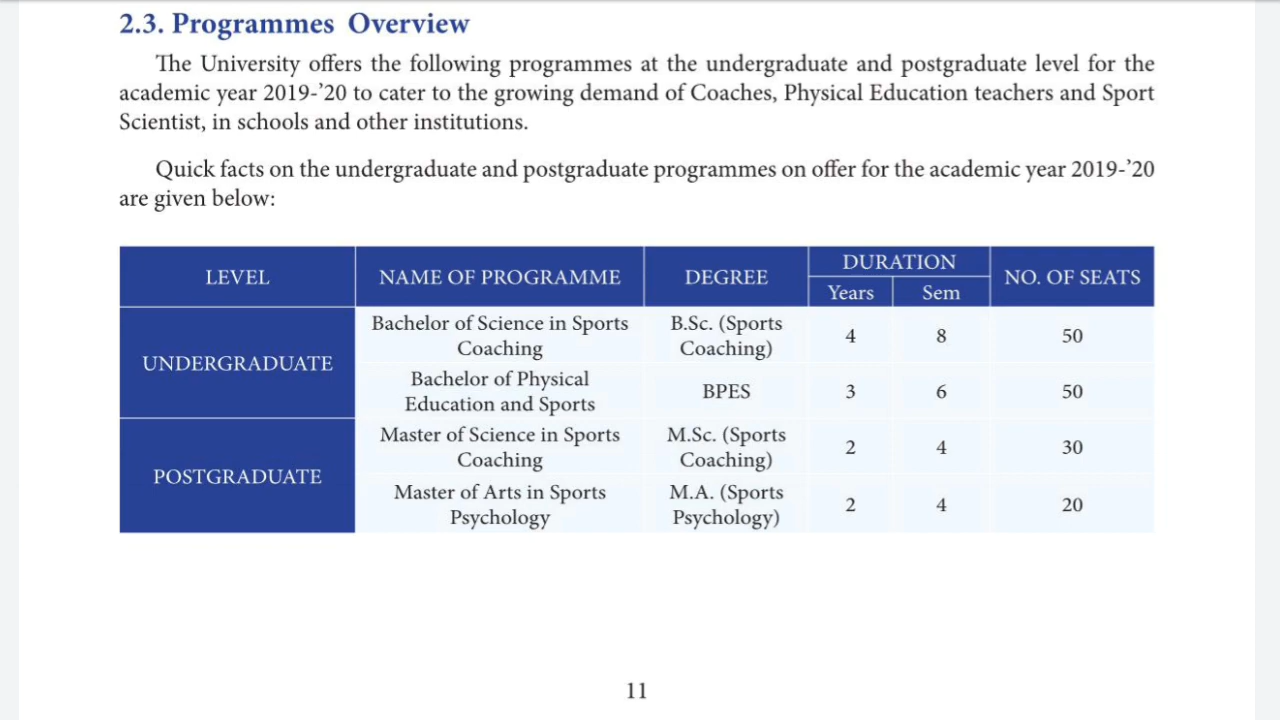 2.3. Programmes Overview
The University offers the following programmes at the undergraduate and postgraduate level for the
academic year 2019-’20 to cater to the growing demand of Coaches, Physical Education teachers and Sport
Scientist, in schools and other institutions.
Quick facts on the undergraduate and postgraduate programmes on offer for the academic year 2019-’20
are given below:
LEVEL NAME OF PROGRAMME DEGREE DURATION NO. OF SEATS
Years Sem
UNDERGRADUATE
Bachelor of Science in Sports
Coaching
B.Sc. (Sports
Coaching)
4 8 50
Bachelor of Physical
Education and Sports
BPES 3 6 50
POSTGRADUATE
Master of Science in Sports
Coaching
M.Sc. (Sports
Coaching)
2 4 30
Master of Arts in Sports
Psychology
M.A. (Sports
Psychology)
2 4 20
11